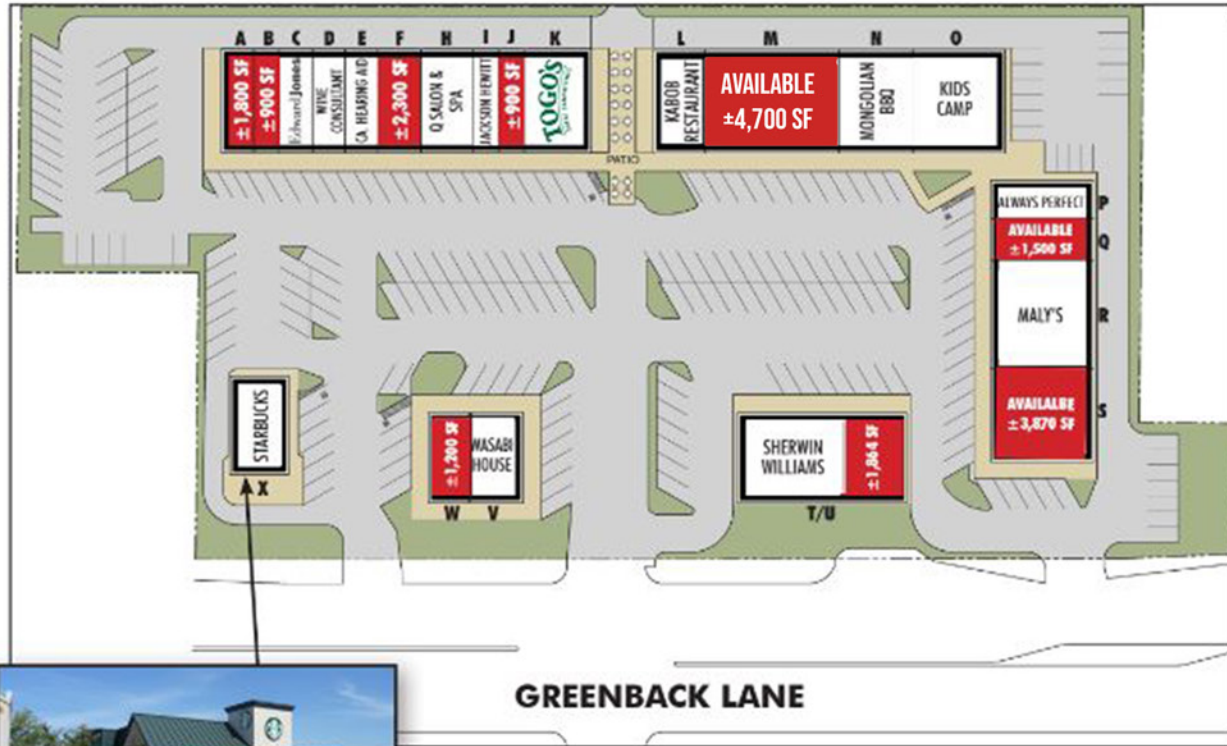 A B C D E F H I J K L M N O
±1,800 SF
±900 SF
Edward Jones
WINE
CONSULTANT
CA. HEARING AID
±2,300 SF
Q SALON &
SPA
JACKSON HEWITT
±900 SF
TOGO'S
KABOB
RESTAURANT
AVAILABLE
±4,700 SF
MONGOLIAN
BBQ
KIDS
CAMP
PATIO
ALWAYS PERFECT
P
AVAILABLE
±1,500 SF
Q
MALY'S
R
AVAILALBE
±3,870 SF
S
STARBUCKS
X
±1,200 SF
WASABI
HOUSE
W V
SHERWIN
WILLIAMS
±1,864 SF
T/U
GREENBACK LANE